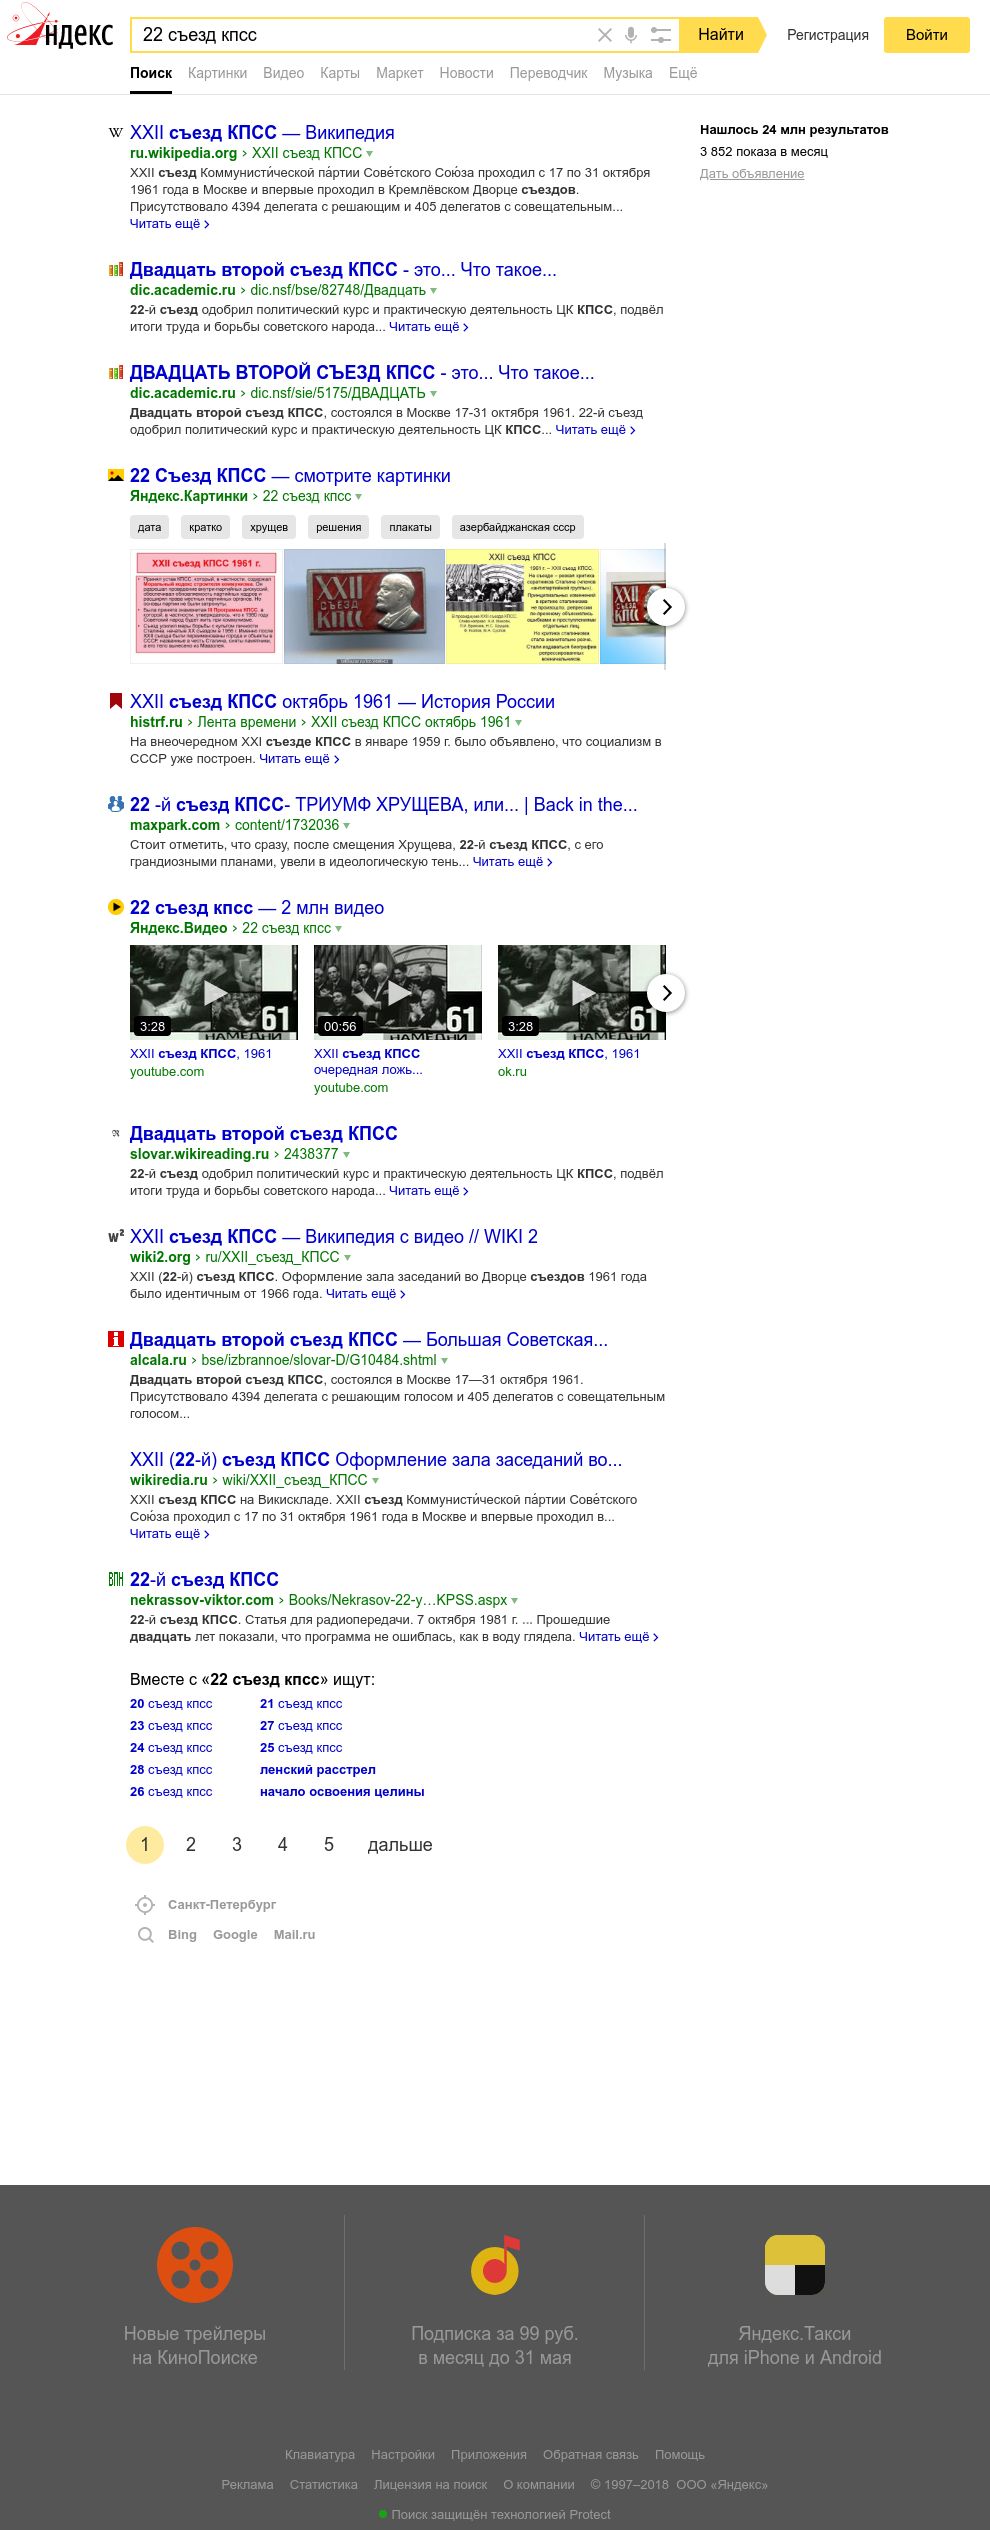 Яндекс
22 съезд кпсс
Найти
Регистрация
Войти
Поиск Картинки Видео Карты Маркет Новости Переводчик Музыка Ещё
XXII съезд КПСС — Википедия
ru.wikipedia.org › XXII съезд КПСС
XXII съезд Коммунисти́ческой па́ртии Сове́тского Сою́за проходил с 17 по 31 октября
1961 года в Москве и впервые проходил в Кремлёвском Дворце съездов.
Присутствовало 4394 делегата с решающим и 405 делегатов с совещательным...
Читать ещё ›
Нашлось 24 млн результатов
3 852 показа в месяц
Дать объявление
Двадцать второй съезд КПСС - это... Что такое...
dic.academic.ru › dic.nsf/bse/82748/Двадцать
22-й съезд одобрил политический курс и практическую деятельность ЦК КПСС, подвёл
итоги труда и борьбы советского народа... Читать ещё ›
ДВАДЦАТЬ ВТОРОЙ СЪЕЗД КПСС - это... Что такое...
dic.academic.ru › dic.nsf/sie/5175/ДВАДЦАТЬ
Двадцать второй съезд КПСС, состоялся в Москве 17-31 октября 1961. 22-й съезд
одобрил политический курс и практическую деятельность ЦК КПСС... Читать ещё ›
22 Съезд КПСС — смотрите картинки
Яндекс.Картинки › 22 съезд кпсс
дата кратко хрущев решения плакаты азербайджанская ссср
XXII съезд КПСС 1961 г.
XXII
СЪЕЗД
КПСС
XXII съезд КПСС
XXII съезд КПСС октябрь 1961 — История России
histrf.ru › Лента времени › XXII съезд КПСС октябрь 1961
На внеочередном XXI съезде КПСС в январе 1959 г. было объявлено, что социализм в
СССР уже построен. Читать ещё ›
22 -й съезд КПСС- ТРИУМФ ХРУЩЕВА, или... | Back in the...
maxpark.com › content/1732036
Стоит отметить, что сразу, после смещения Хрущева, 22-й съезд КПСС, с его
грандиозными планами, увели в идеологическую тень... Читать ещё ›
22 съезд кпсс — 2 млн видео
Яндекс.Видео › 22 съезд кпсс
61
НАМЕДНИ
3:28
61
НАМЕДНИ
00:56
61
НАМЕДНИ
3:28
XXII съезд КПСС, 1961
youtube.com
XXII съезд КПСС
очередная ложь...
youtube.com
XXII съезд КПСС, 1961
ok.ru
Двадцать второй съезд КПСС
slovar.wikireading.ru › 2438377
22-й съезд одобрил политический курс и практическую деятельность ЦК КПСС, подвёл
итоги труда и борьбы советского народа... Читать ещё ›
XXII съезд КПСС — Википедия с видео // WIKI 2
wiki2.org › ru/XXII_съезд_КПСС
XXII (22-й) съезд КПСС. Оформление зала заседаний во Дворце съездов 1961 года
было идентичным от 1966 года. Читать ещё ›
Двадцать второй съезд КПСС — Большая Советская...
alcala.ru › bse/izbrannoe/slovar-D/G10484.shtml
Двадцать второй съезд КПСС, состоялся в Москве 17—31 октября 1961.
Присутствовало 4394 делегата с решающим голосом и 405 делегатов с совещательным
голосом...
XXII (22-й) съезд КПСС Оформление зала заседаний во...
wikiredia.ru › wiki/XXII_съезд_КПСС
XXII съезд КПСС на Викискладе. XXII съезд Коммунисти́ческой па́ртии Сове́тского
Сою́за проходил с 17 по 31 октября 1961 года в Москве и впервые проходил в...
Читать ещё ›
22-й съезд КПСС
nekrassov-viktor.com › Books/Nekrasov-22-y…KPSS.aspx
22-й съезд КПСС. Статья для радиопередачи. 7 октября 1981 г. ... Прошедшие
двадцать лет показали, что программа не ошиблась, как в воду глядела. Читать ещё ›
Вместе с «22 съезд кпсс» ищут:
20 съезд кпсс 21 съезд кпсс
23 съезд кпсс 27 съезд кпсс
24 съезд кпсс 25 съезд кпсс
28 съезд кпсс ленский расстрел
26 съезд кпсс начало освоения целины
1 2 3 4 5 дальше
Санкт-Петербург
Bing Google Mail.ru
Новые трейлеры
на КиноПоиске
Подписка за 99 руб.
в месяц до 31 мая
Яндекс.Такси
для iPhone и Android
Клавиатура Настройки Приложения Обратная связь Помощь
Реклама Статистика Лицензия на поиск О компании © 1997–2018 ООО «Яндекс»
Поиск защищён технологией Protect